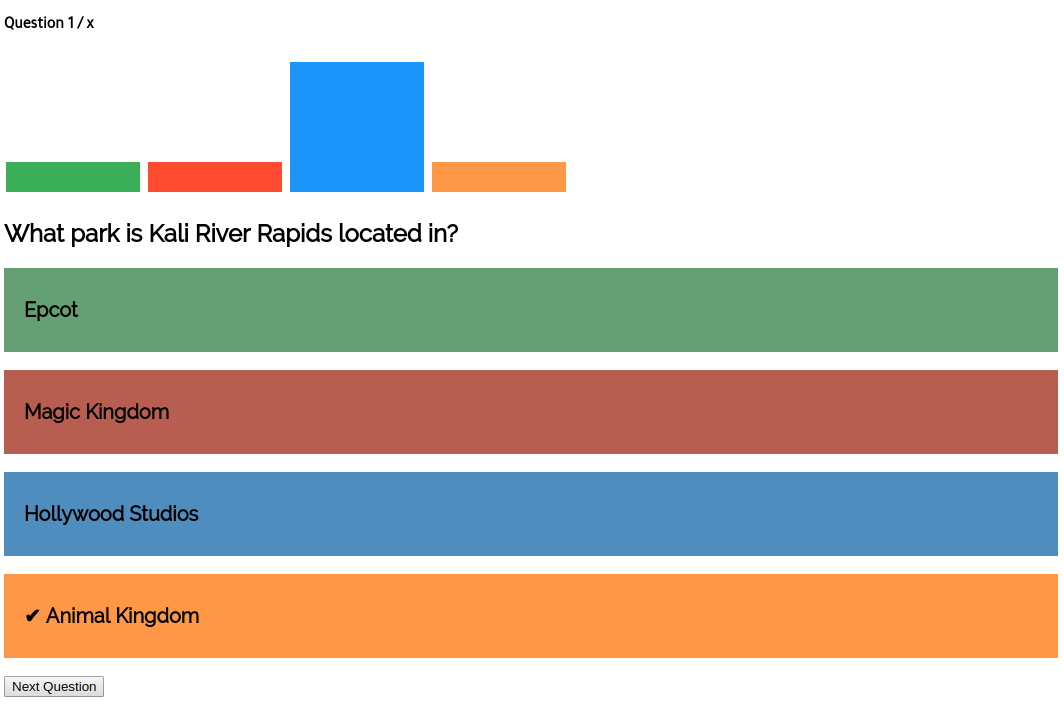 Question 1 / x
What park is Kali River Rapids located in?
Epcot
Magic Kingdom
Hollywood Studios
✔ Animal Kingdom
Next Question